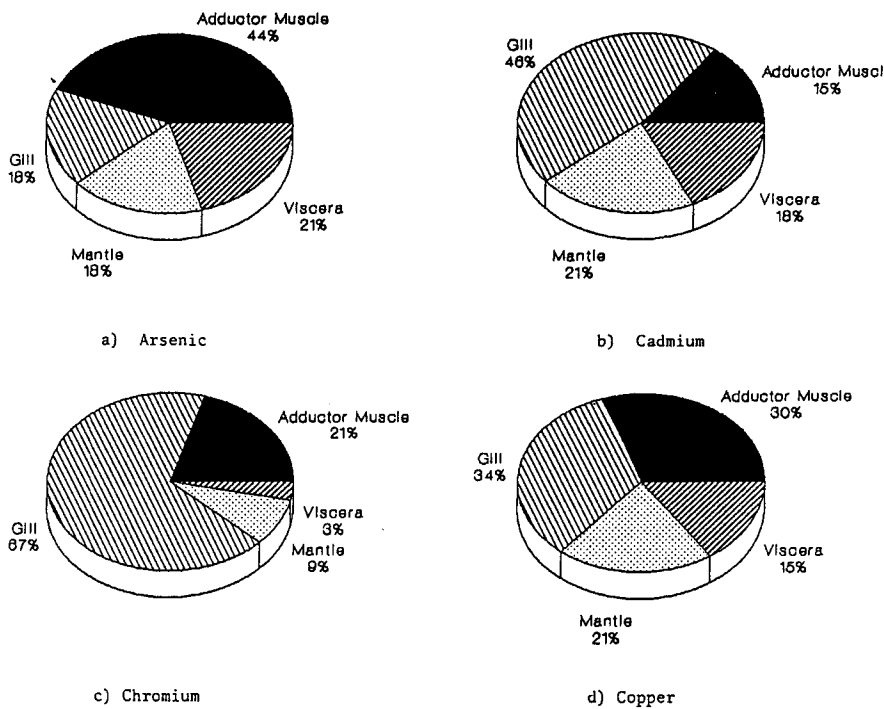 Adductor Muscle
44%
Gill
18%
Mantle
18%
Viscera
21%
a) Arsenic
Gill
46%
Adductor Muscl
15%
Viscera
18%
Mantle
21%
b) Cadmium
Adductor Muscle
21%
Viscera
3%
Mantle
9%
Gill
67%
c) Chromium
Adductor Muscle
30%
Gill
34%
Viscera
15%
Mantle
21%
d) Copper